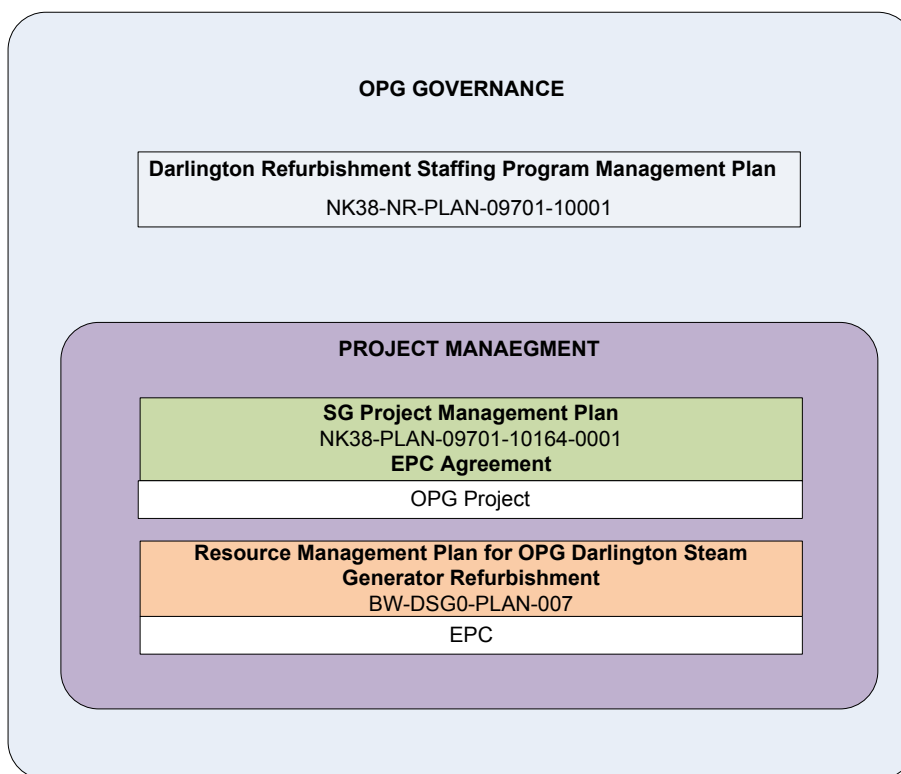 OPG GOVERNANCE
Darlington Refurbishment Staffing Program Management Plan
NK38-NR-PLAN-09701-10001
PROJECT MANAEGMENT
SG Project Management Plan
NK38-PLAN-09701-10164-0001
EPC Agreement
OPG Project
Resource Management Plan for OPG Darlington Steam
Generator Refurbishment
BW-DSG0-PLAN-007
EPC